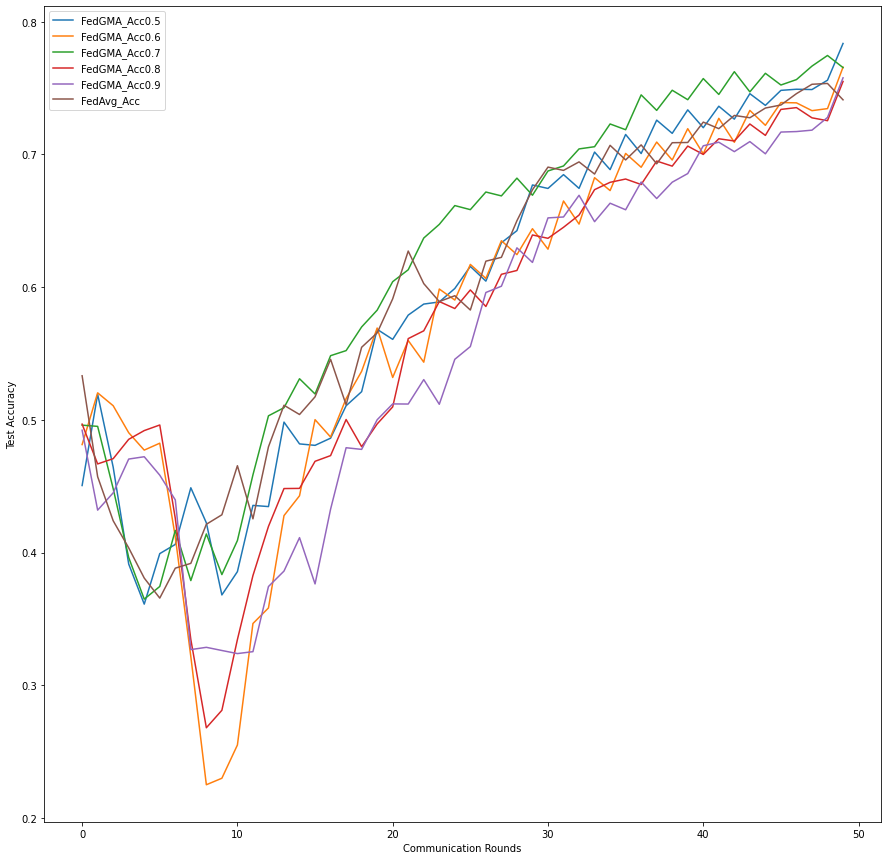 FedGMA_Acc0.5
FedGMA_Acc0.6
FedGMA_Acc0.7
FedGMA_Acc0.8
FedGMA_Acc0.9
FedAvg_Acc
Test Accuracy
0.8
0.7
0.6
0.5
0.4
0.3
0.2
0 10 20 30 40 50
Communication Rounds